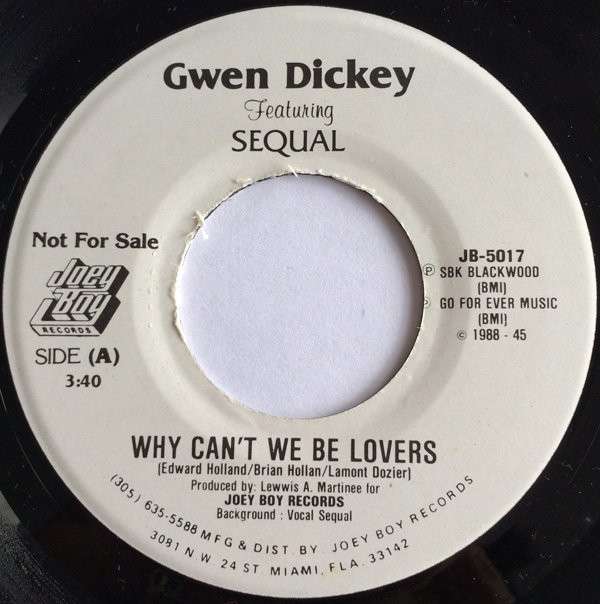 Gwen Dickey
Featuring
SEQUAL
Not For Sale
Joey
Boy
RECORDS
SIDE (A)
3:40
JB-5017
Ⓟ SBK BLACKWOOD
(BMI)
Ⓟ GO FOR EVER MUSIC
(BMI)
© 1988 - 45
WHY CAN'T WE BE LOVERS
(Edward Holland/Brian Hollan/Lamont Dozier)
Produced by: Lewwis A. Martinee for
JOEY BOY RECORDS
Background : Vocal Sequal
(305) 635-5588 MFG & DIST. BY. JOEY BOY RECORDS
3081 N W 24 ST MIAMI, FLA. 33142